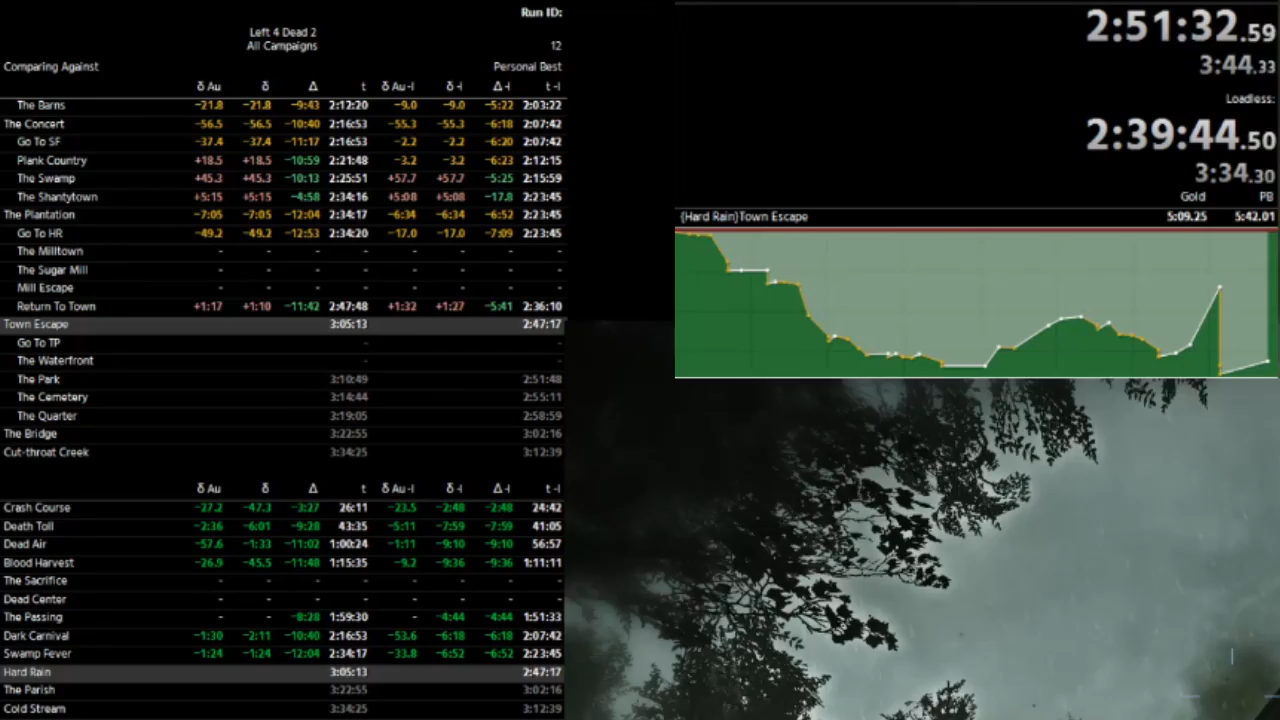 Run ID:
Left 4 Dead 2
All Campaigns
12
Comparing Against Personal Best
δ Au δ Δ t δ Au -l δ -l Δ -l t -l
The Barns −21.8 −21.8 −9:43 2:12:20 −9.0 −9.0 −5:22 2:03:22
The Concert −56.5 −56.5 −10:40 2:16:53 −55.3 −55.3 −6:18 2:07:42
Go To SF −37.4 −37.4 −11:17 2:16:53 −2.2 −2.2 −6:20 2:07:42
Plank Country +18.5 +18.5 −10:59 2:21:48 −3.2 −3.2 −6:23 2:12:15
The Swamp +45.3 +45.3 −10:13 2:25:51 +57.7 +57.7 −5:25 2:15:59
The Shantytown +5:15 +5:15 −4:58 2:34:16 +5:08 +5:08 −17.8 2:23:45
The Plantation −7:05 −7:05 −12:04 2:34:17 −6:34 −6:34 −6:52 2:23:45
Go To HR −49.2 −49.2 −12:53 2:34:20 −17.0 −17.0 −7:09 2:23:45
The Milltown - - - - - - - -
The Sugar Mill - - - - - - - -
Mill Escape - - - - - - - -
Return To Town +1:17 +1:10 −11:42 2:47:48 +1:32 +1:27 −5:41 2:36:10
Town Escape 3:05:13 2:47:17
Go To TP - -
The Waterfront - -
The Park 3:10:49 2:51:48
The Cemetery 3:14:44 2:55:11
The Quarter 3:19:05 2:58:59
The Bridge 3:22:55 3:02:16
Cut-throat Creek 3:34:25 3:12:39
δ Au δ Δ t δ Au -l δ -l Δ -l t -l
Crash Course −27.2 −47.3 −3:27 26:11 −23.5 −2:48 −2:48 24:42
Death Toll −2:36 −6:01 −9:28 43:35 −5:11 −7:59 −7:59 41:05
Dead Air −57.6 −1:33 −11:02 1:00:24 −1:11 −9:10 −9:10 56:57
Blood Harvest −26.9 −45.5 −11:48 1:15:35 −9.2 −9:36 −9:36 1:11:11
The Sacrifice - - - - - - - -
Dead Center - - - - - - - -
The Passing - - −8:28 1:59:30 - −4:44 −4:44 1:51:33
Dark Carnival −1:30 −2:11 −10:40 2:16:53 −53.6 −6:18 −6:18 2:07:42
Swamp Fever −1:24 −1:24 −12:04 2:34:17 −33.8 −6:52 −6:52 2:23:45
Hard Rain 3:05:13 2:47:17
The Parish 3:22:55 3:02:16
Cold Stream 3:34:25 3:12:39
2:51:32.59
3:44.33
Loadless:
2:39:44.50
3:34.30
Gold PB
{Hard Rain}Town Escape 5:09.25 5:42.01